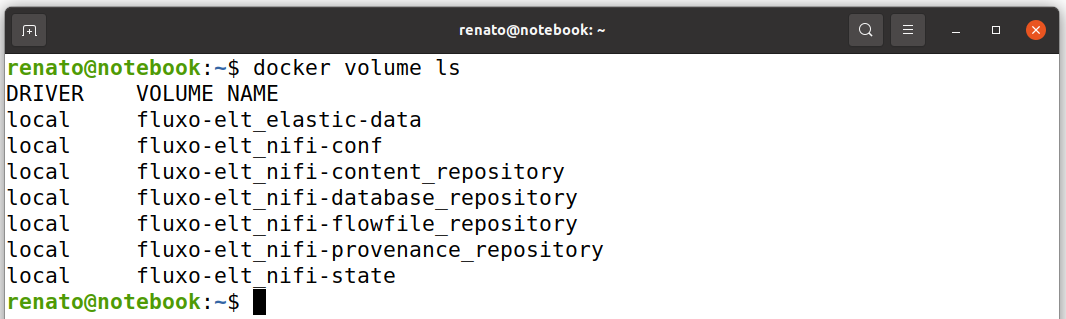 renato@notebook: ~
renato@notebook:~$ docker volume ls
DRIVER    VOLUME NAME
local     fluxo-elt_elastic-data
local     fluxo-elt_nifi-conf
local     fluxo-elt_nifi-content_repository
local     fluxo-elt_nifi-database_repository
local     fluxo-elt_nifi-flowfile_repository
local     fluxo-elt_nifi-provenance_repository
local     fluxo-elt_nifi-state
renato@notebook:~$